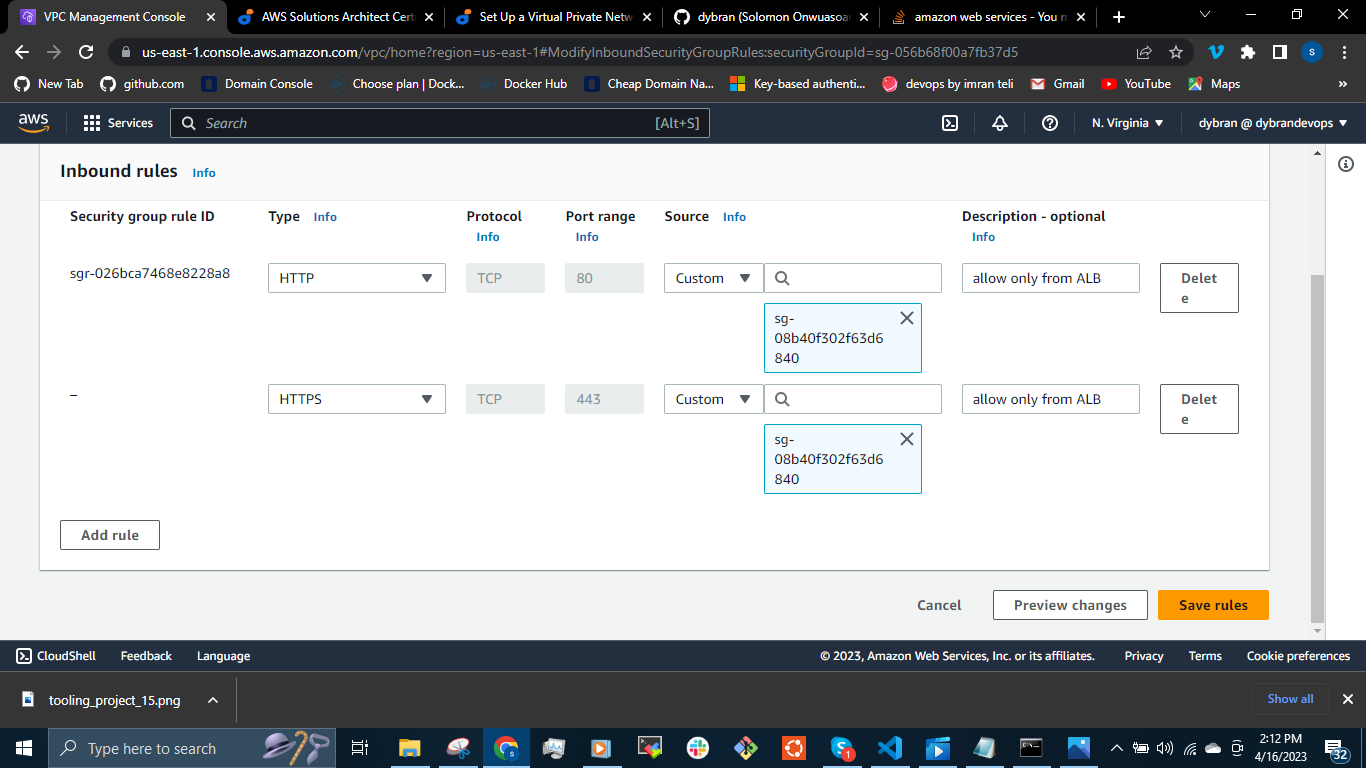 VPC Management Console
AWS Solutions Architect Cert
Set Up a Virtual Private Netw
dybran (Solomon Onwuasoa
amazon web services - You n
us-east-1.console.aws.amazon.com/vpc/home?region=us-east-1#ModifyInboundSecurityGroupRules:securityGroupId=sg-056b68f00a7fb37d5
S
New Tab
github.com
Domain Console
Choose plan | Dock...
Docker Hub
Cheap Domain Na...
Key-based authenti...
devops by imran teli
Gmail
YouTube
Maps
»
aws
Services
Search
[Alt+S]
N. Virginia
dybran @ dybrandevops
Inbound rules Info
Security group rule ID
Type Info
Protocol Info
Port range Info
Source Info
Description - optional Info
sgr-026bca7468e8228a8
HTTP
TCP
80
Custom
allow only from ALB
Delet
e
sg-
08b40f302f63d6
840
–
HTTPS
TCP
443
Custom
allow only from ALB
Delet
e
sg-
08b40f302f63d6
840
Add rule
Cancel
Preview changes
Save rules
CloudShell
Feedback
Language
© 2023, Amazon Web Services, Inc. or its affiliates.
Privacy
Terms
Cookie preferences
tooling_project_15.png
Show all
Type here to search
1
2:12 PM
4/16/2023
32